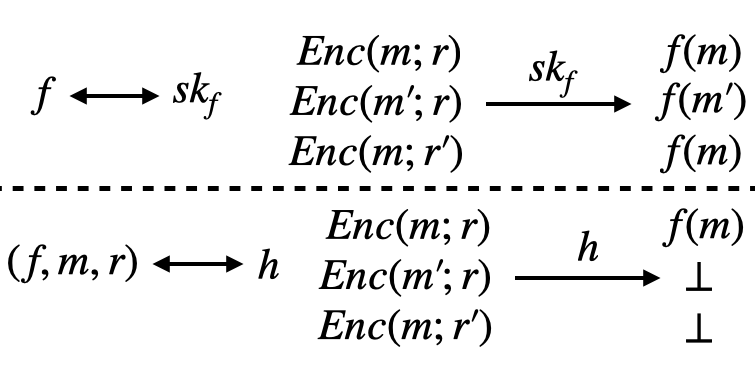 Enc(m; r) f(m)
f ↔ sk_f Enc(m′; r) sk_f → f(m′)
Enc(m; r′) f(m)
Enc(m; r) f(m)
(f, m, r) ↔ h Enc(m′; r) h → ⊥
Enc(m; r′) ⊥